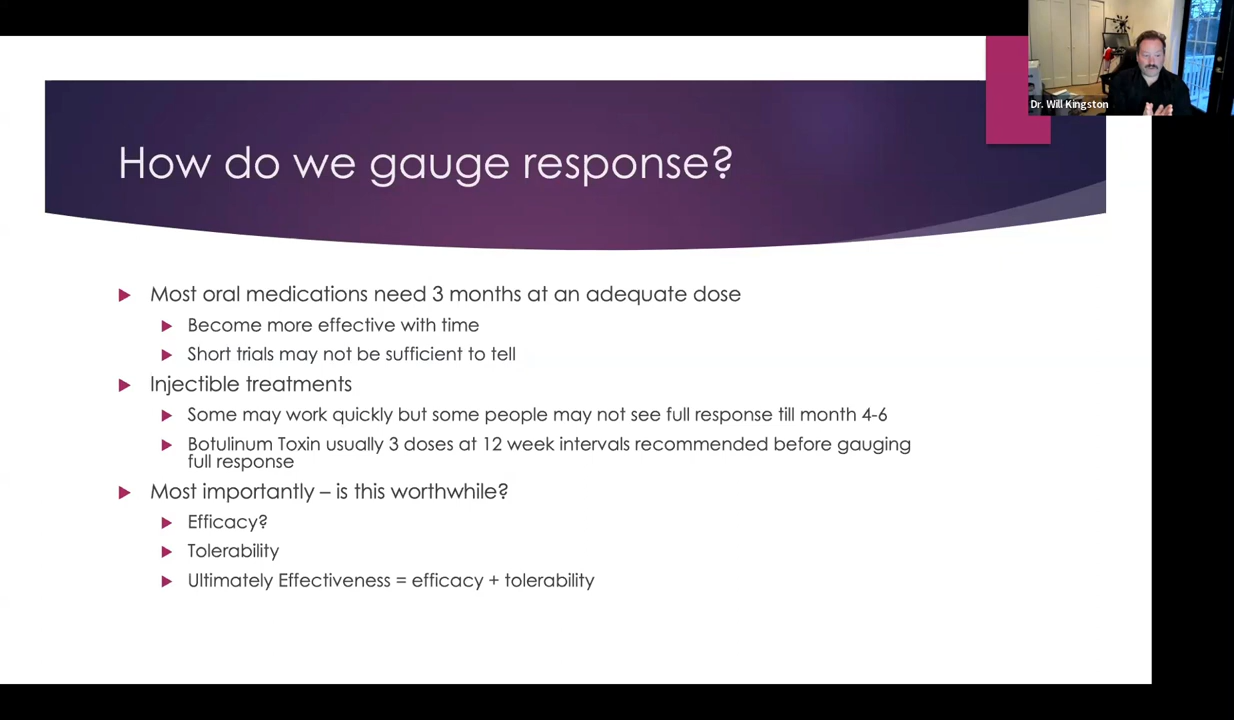 Dr. Will Kingston
How do we gauge response?
Most oral medications need 3 months at an adequate dose
Become more effective with time
Short trials may not be sufficient to tell
Injectible treatments
Some may work quickly but some people may not see full response till month 4-6
Botulinum Toxin usually 3 doses at 12 week intervals recommended before gauging
full response
Most importantly – is this worthwhile?
Efficacy?
Tolerability
Ultimately Effectiveness = efficacy + tolerability